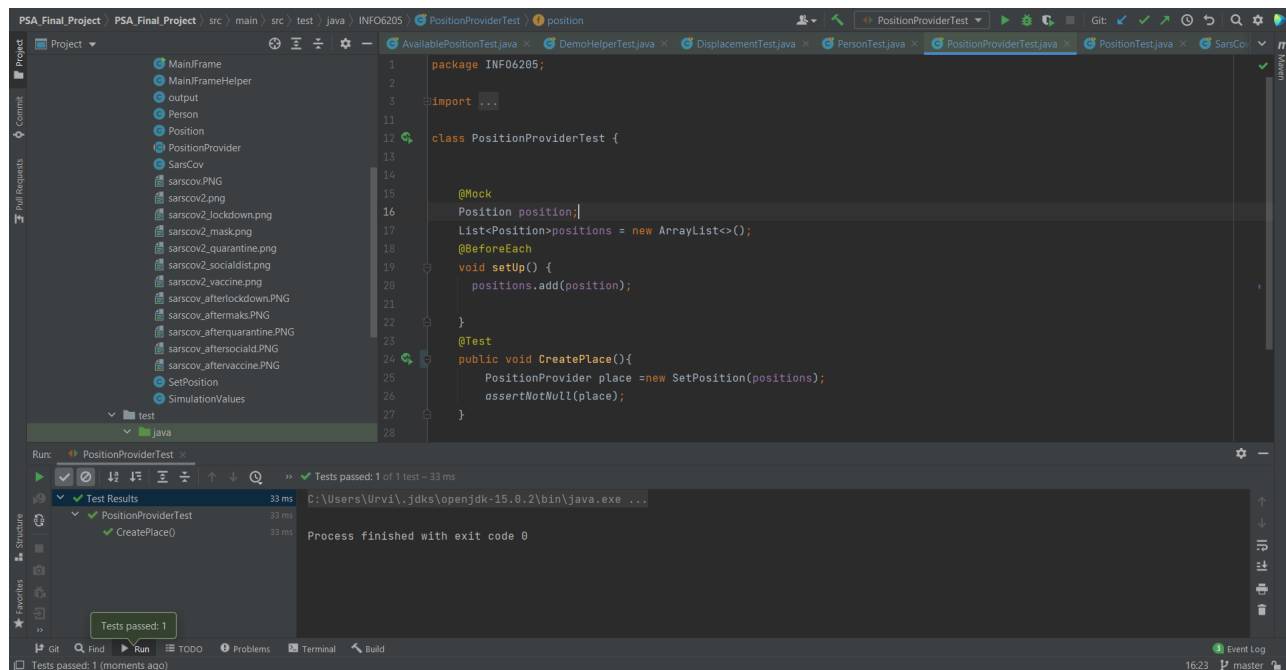 PSA_Final_Project > PSA_Final_Project > src > main > src > test > java > INFO6205 > PositionProviderTest > position
PositionProviderTest
Git:
Project
AvailablePositionTest.java
DemoHelperTest.java
DisplacementTest.java
PersonTest.java
PositionProviderTest.java
PositionTest.java
SarsCo
Project
Commit
Pull Requests
Structure
Favorites
Maven
MainJFrame
MainJFrameHelper
output
Person
Position
PositionProvider
SarsCov
sarscov.PNG
sarscov2.png
sarscov2_lockdown.png
sarscov2_mask.png
sarscov2_quarantine.png
sarscov2_socialdist.png
sarscov2_vaccine.png
sarscov_afterlockdown.PNG
sarscov_aftermaks.PNG
sarscov_afterquarantine.PNG
sarscov_aftersociald.PNG
sarscov_aftervaccine.PNG
SetPosition
SimulationValues
test
java
1 package INFO6205;
2
3 import ...
11
12 class PositionProviderTest {
13
14
15 @Mock
16 Position position;
17 List<Position>positions = new ArrayList<>();
18 @BeforeEach
19 void setUp() {
20 positions.add(position);
21
22 }
23 @Test
24 public void CreatePlace(){
25 PositionProvider place =new SetPosition(positions);
26 assertNotNull(place);
27 }
28
Run: PositionProviderTest
Tests passed: 1 of 1 test – 33 ms
Test Results 33 ms
PositionProviderTest 33 ms
CreatePlace() 33 ms
C:\Users\Urvi\.jdks\openjdk-15.0.2\bin\java.exe ...
Process finished with exit code 0
Tests passed: 1
Git
Find
Run
TODO
Problems
Terminal
Build
3 Event Log
Tests passed: 1 (moments ago)
16:23
master